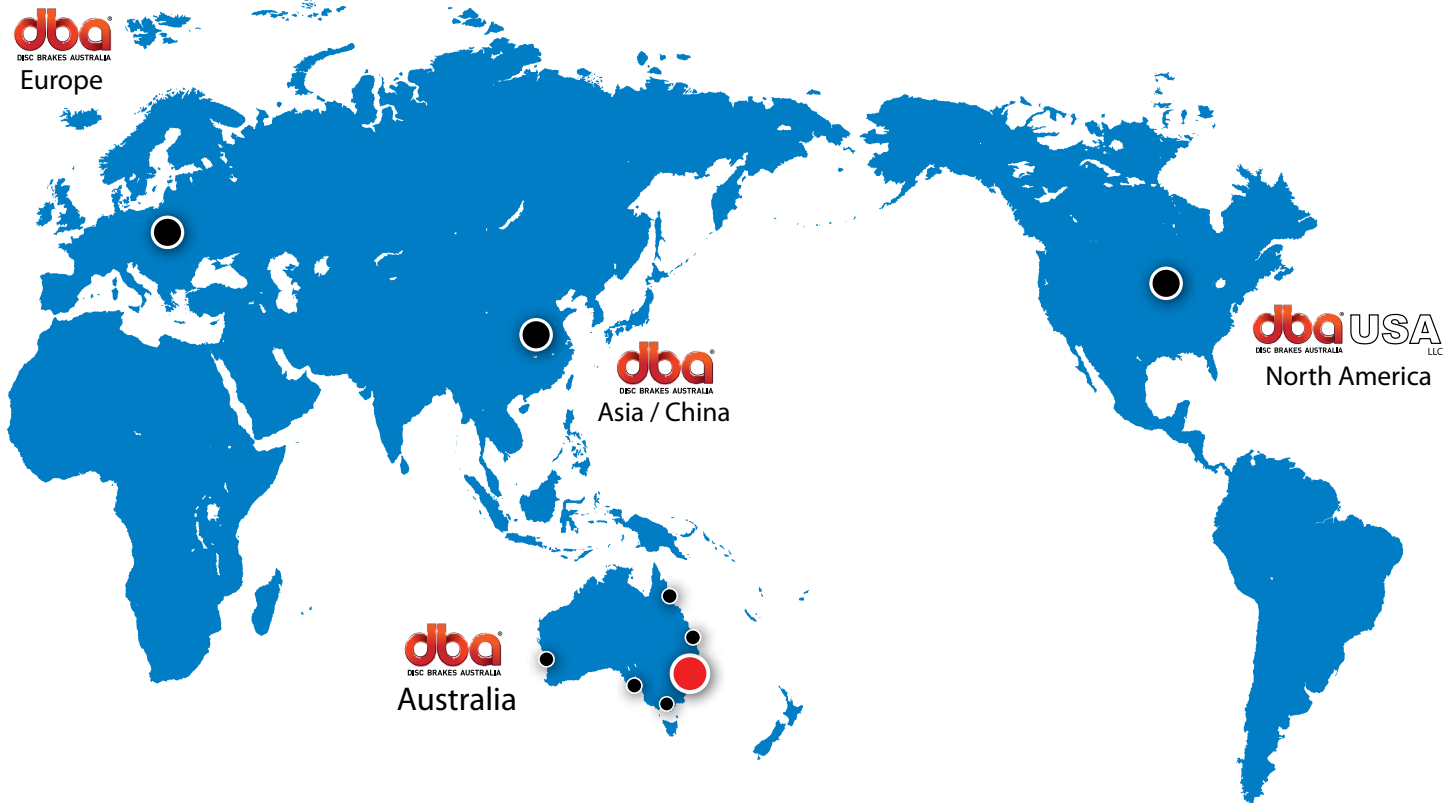 dba®
DISC BRAKES AUSTRALIA
Europe
dba USA
DISC BRAKES AUSTRALIA LLC
North America
dba®
DISC BRAKES AUSTRALIA
Asia / China
dba®
DISC BRAKES AUSTRALIA
Australia